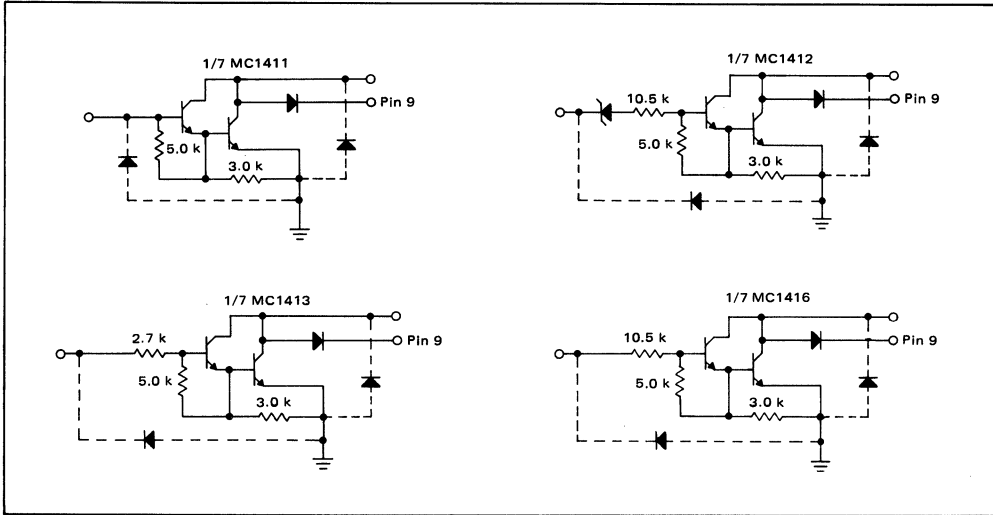 1/7 MC1411
Pin 9
5.0 k
3.0 k
1/7 MC1412
10.5 k
Pin 9
5.0 k
3.0 k
1/7 MC1413
2.7 k
Pin 9
5.0 k
3.0 k
1/7 MC1416
10.5 k
Pin 9
5.0 k
3.0 k